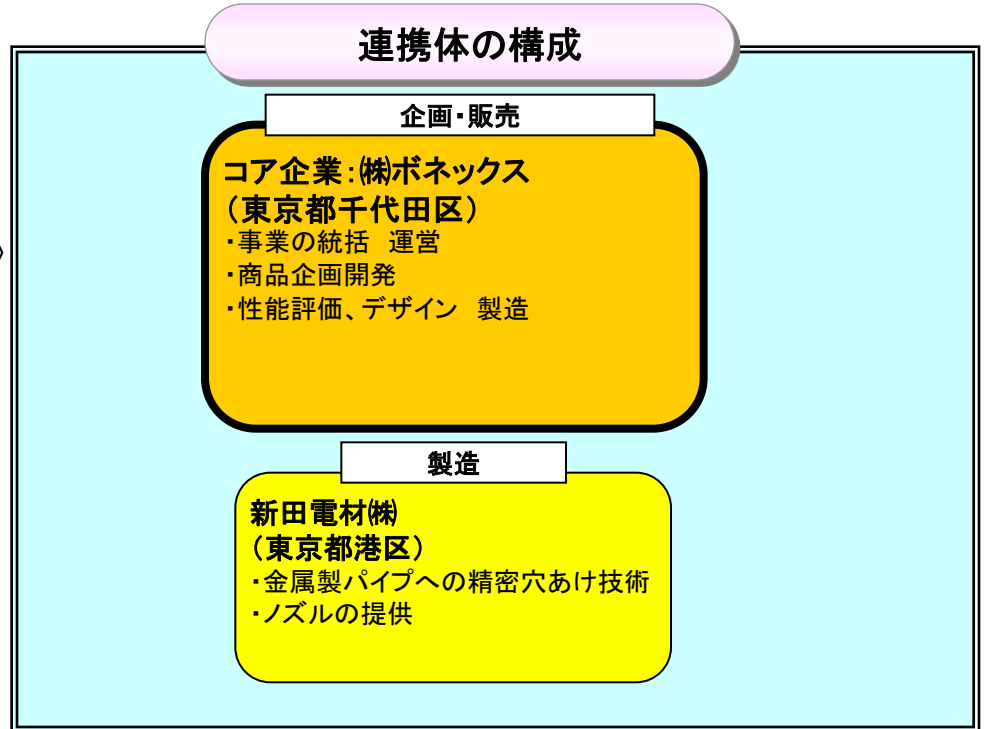 連携体の構成
企画・販売
コア企業:㈱ボネックス
(東京都千代田区)
・事業の統括　運営
・商品企画開発
・性能評価、デザイン　製造
製造
新田電材㈱
(東京都港区)
・金属製パイプへの精密穴あけ技術
・ノズルの提供